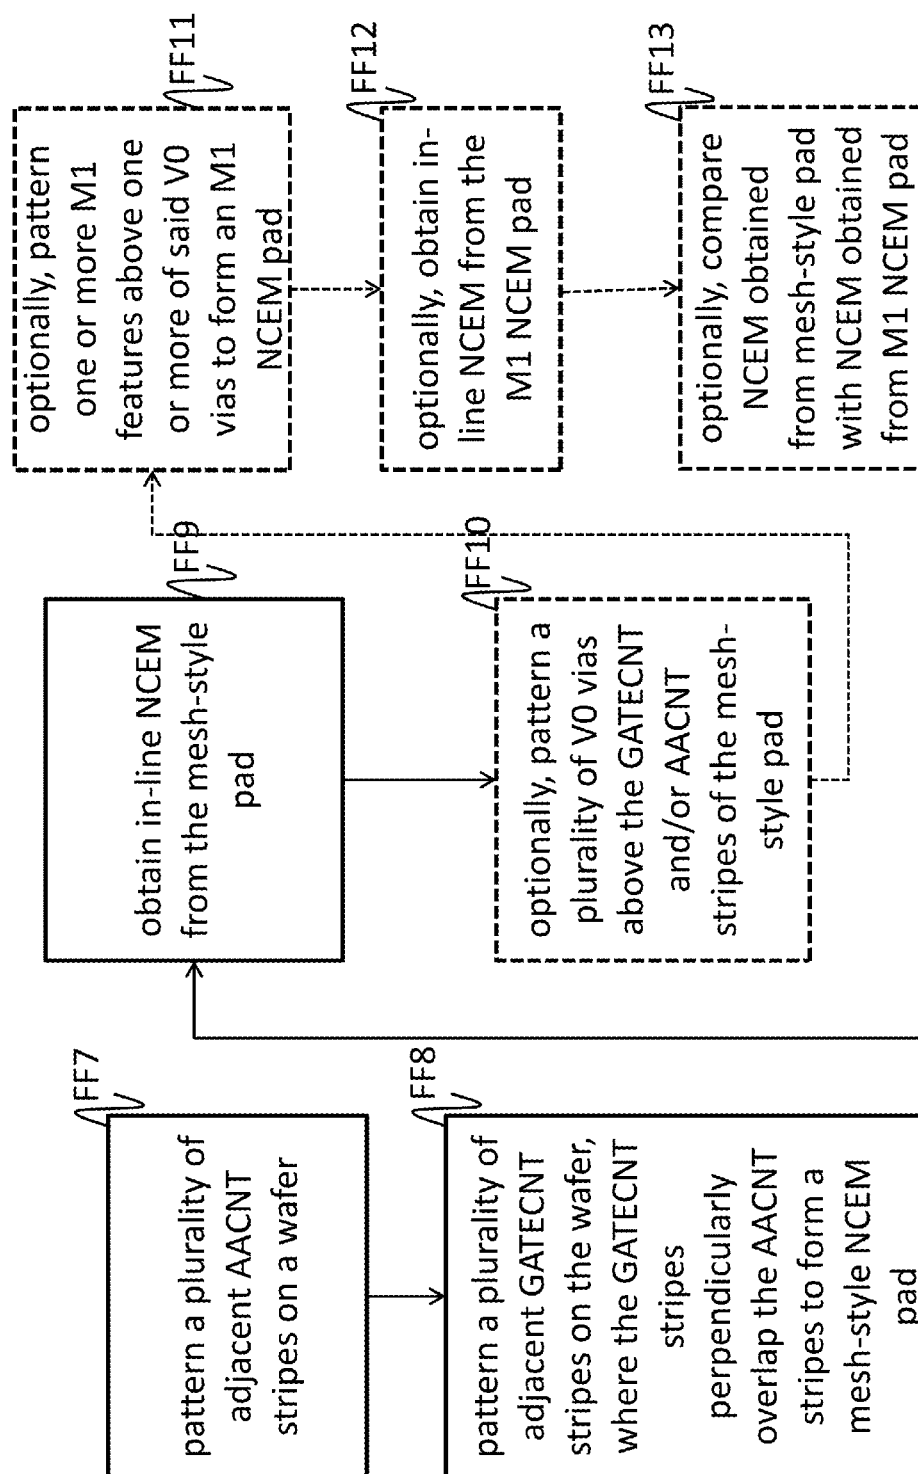 FF7
pattern a plurality of
adjacent AACNT
stripes on a wafer
FF8
pattern a plurality of
adjacent GATECNT
stripes on the wafer,
where the GATECNT
stripes
perpendicularly
overlap the AACNT
stripes to form a
mesh-style NCEM
pad
FF9
obtain in-line NCEM
from the mesh-style
pad
FF10
optionally, pattern a
plurality of V0 vias
above the GATECNT
and/or AACNT
stripes of the mesh-
style pad
FF11
optionally, pattern
one or more M1
features above one
or more of said V0
vias to form an M1
NCEM pad
FF12
optionally, obtain in-
line NCEM from the
M1 NCEM pad
FF13
optionally, compare
NCEM obtained
from mesh-style pad
with NCEM obtained
from M1 NCEM pad